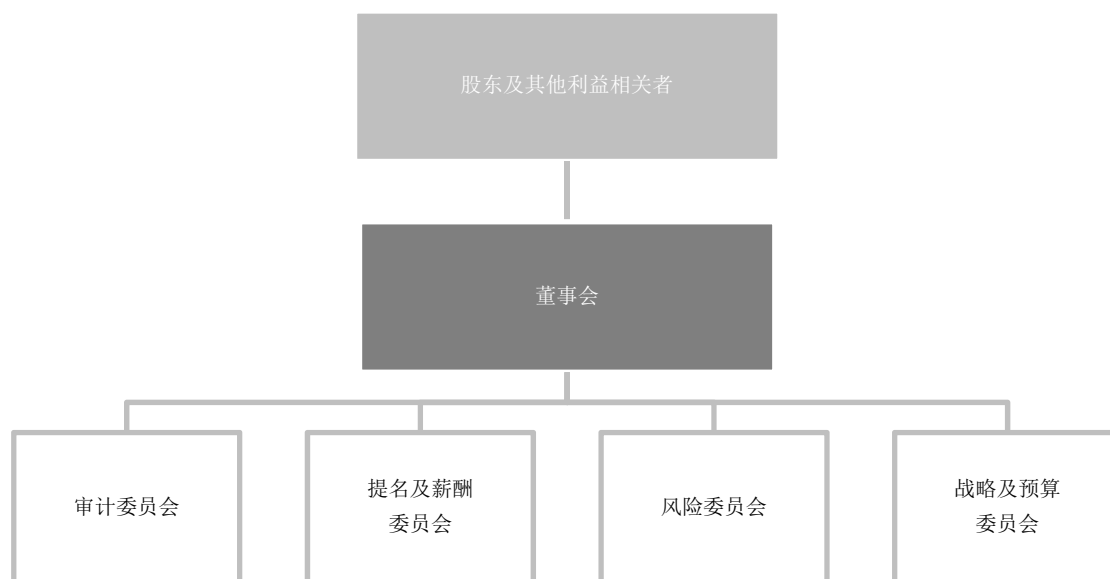 股东及其他利益相关者
董事会
审计委员会
提名及薪酬
委员会
风险委员会
战略及预算
委员会